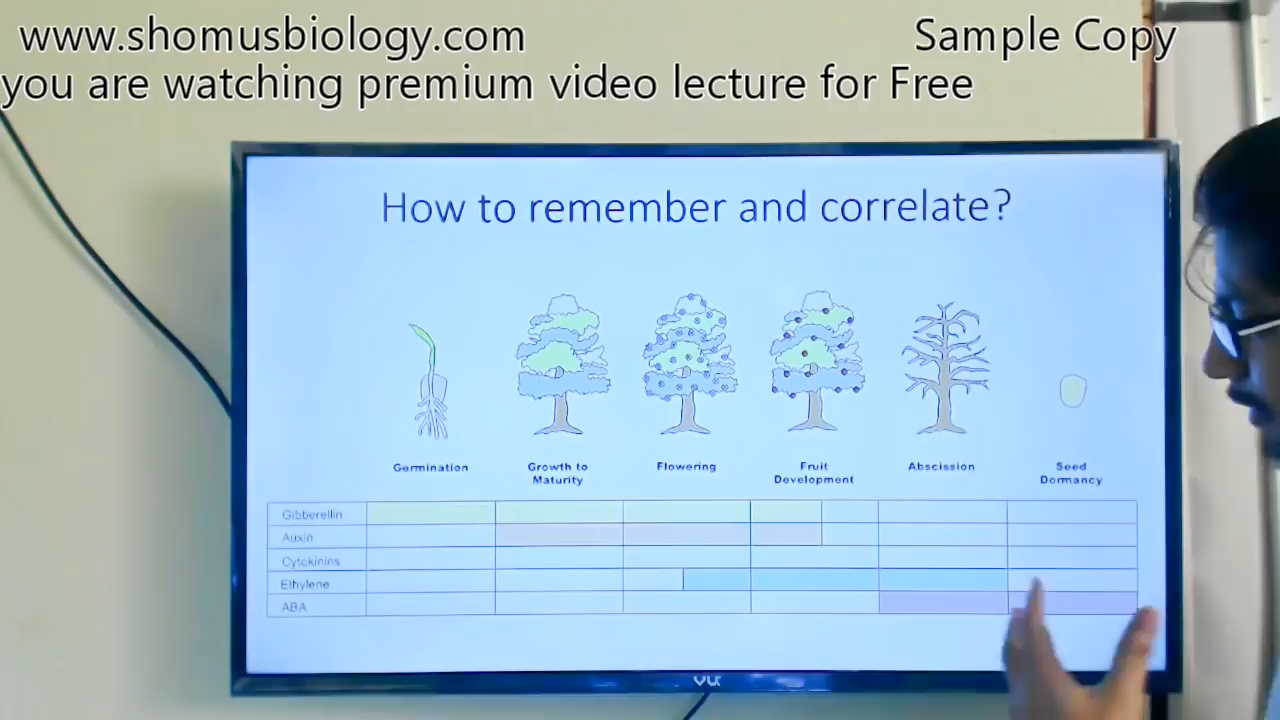 www.shomusbiology.com
Sample Copy
you are watching premium video lecture for Free
How to remember and correlate?
Germination
Growth to
Maturity
Flowering
Fruit
Development
Abscission
Seed
Dormancy
Gibberellin
Auxin
Cytokinins
Ethylene
ABA
VU